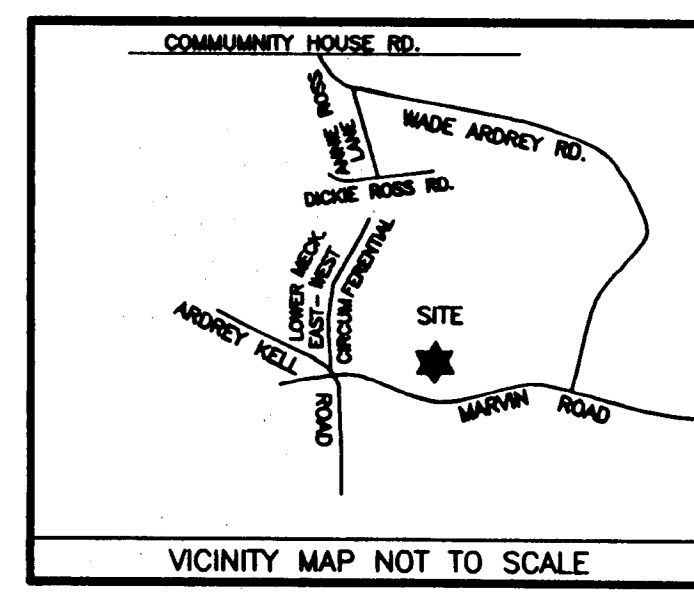 COMMUMNITY HOUSE RD.
ANNIE ROSS
LANE
WADE ARDREY RD.
DICKIE ROSS RD.
LOWER MECK.
EAST-WEST
CIRCUMFERENTIAL
ARDREY KELL
ROAD
SITE
MARVIN ROAD
VICINITY MAP NOT TO SCALE